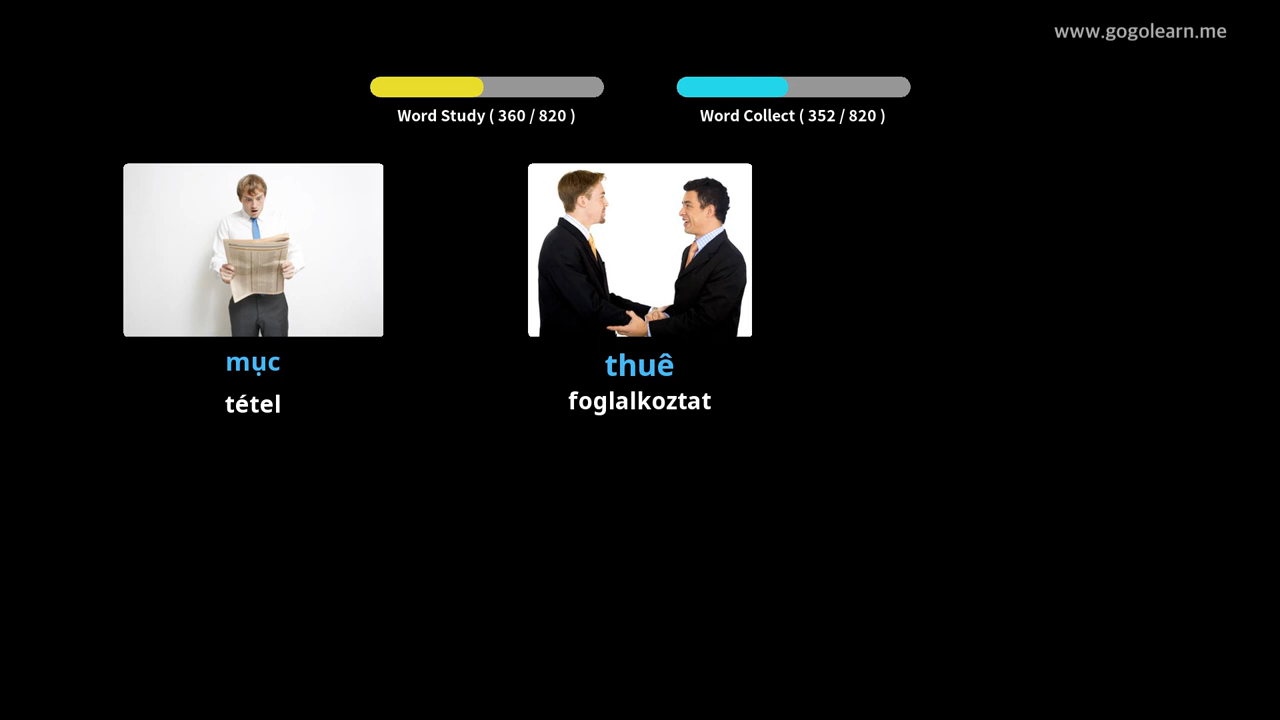 www.gogolearn.me
Word Study ( 360 / 820 )
Word Collect ( 352 / 820 )
mục
tétel
thuê
foglalkoztat